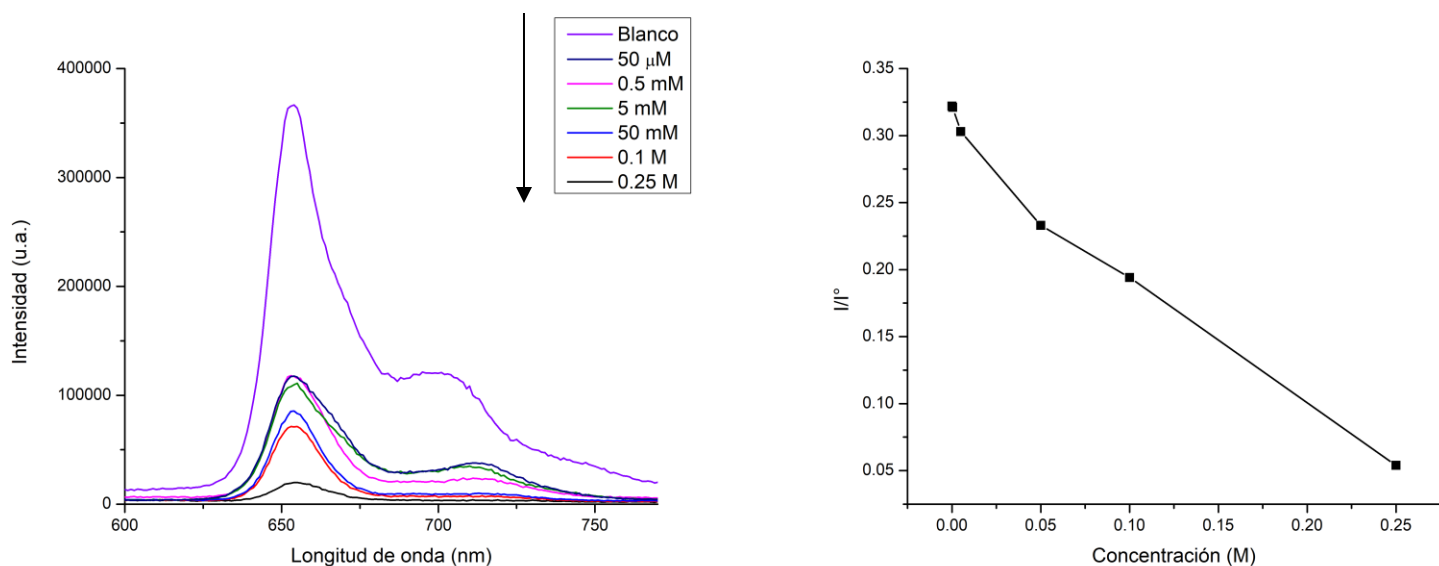 Blanco
50 μM
0.5 mM
5 mM
50 mM
0.1 M
0.25 M
400000
300000
200000
100000
0
Intensidad (u.a.)
600
650
700
750
Longitud de onda (nm)
0.35
0.30
0.25
0.20
0.15
0.10
0.05
I/I°
0.00
0.05
0.10
0.15
0.20
0.25
Concentración (M)